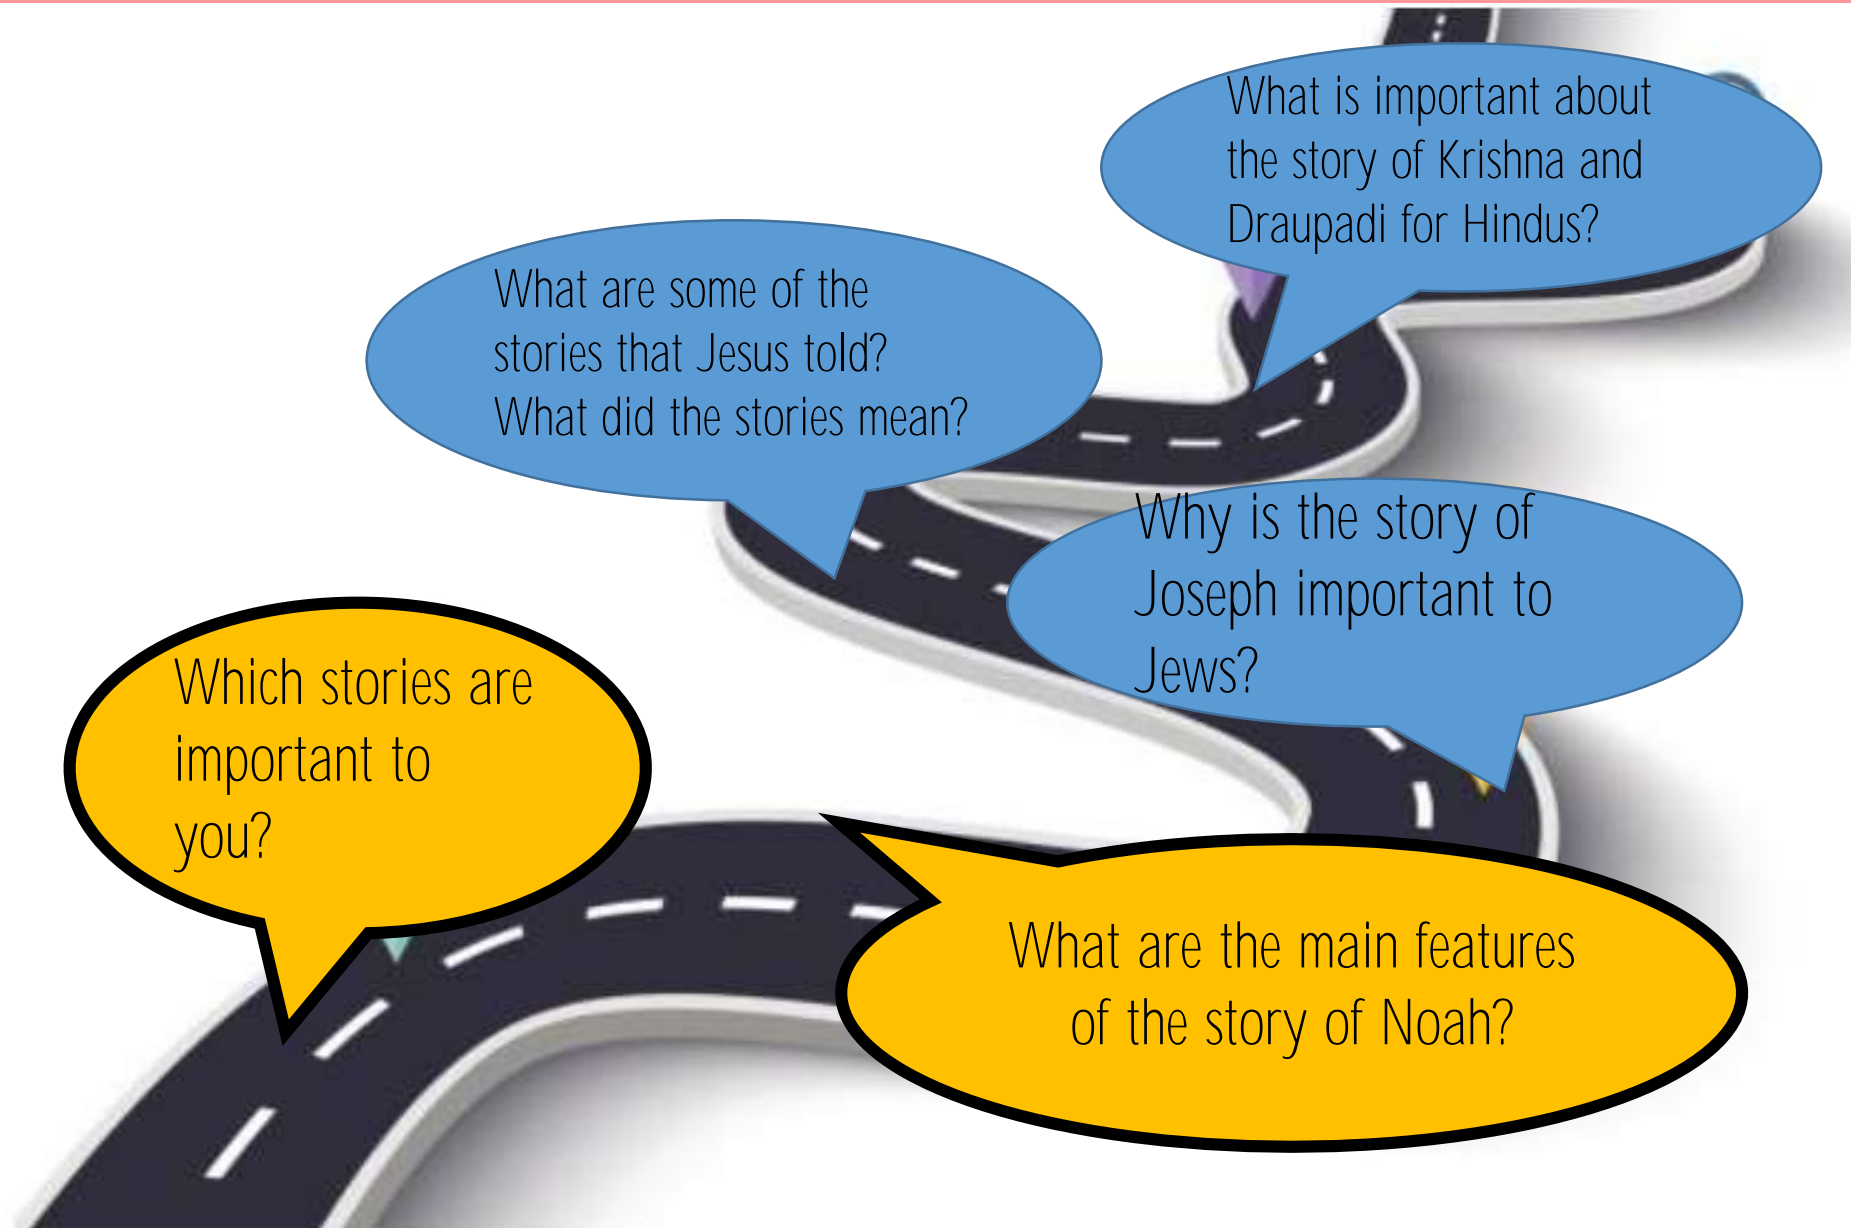 What is important about
the story of Krishna and
Draupadi for Hindus?
What are some of the
stories that Jesus told?
What did the stories mean?
Why is the story of
Joseph important to
Jews?
Which stories are
important to
you?
What are the main features
of the story of Noah?